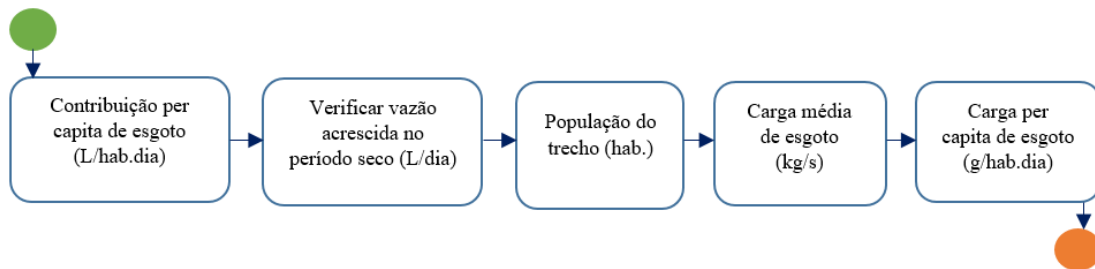 Contribuição per
capita de esgoto
(L/hab.dia)
Verificar vazão
acrescida no
período seco (L/dia)
População do
trecho (hab.)
Carga média
de esgoto
(kg/s)
Carga per
capita de esgoto
(g/hab.dia)